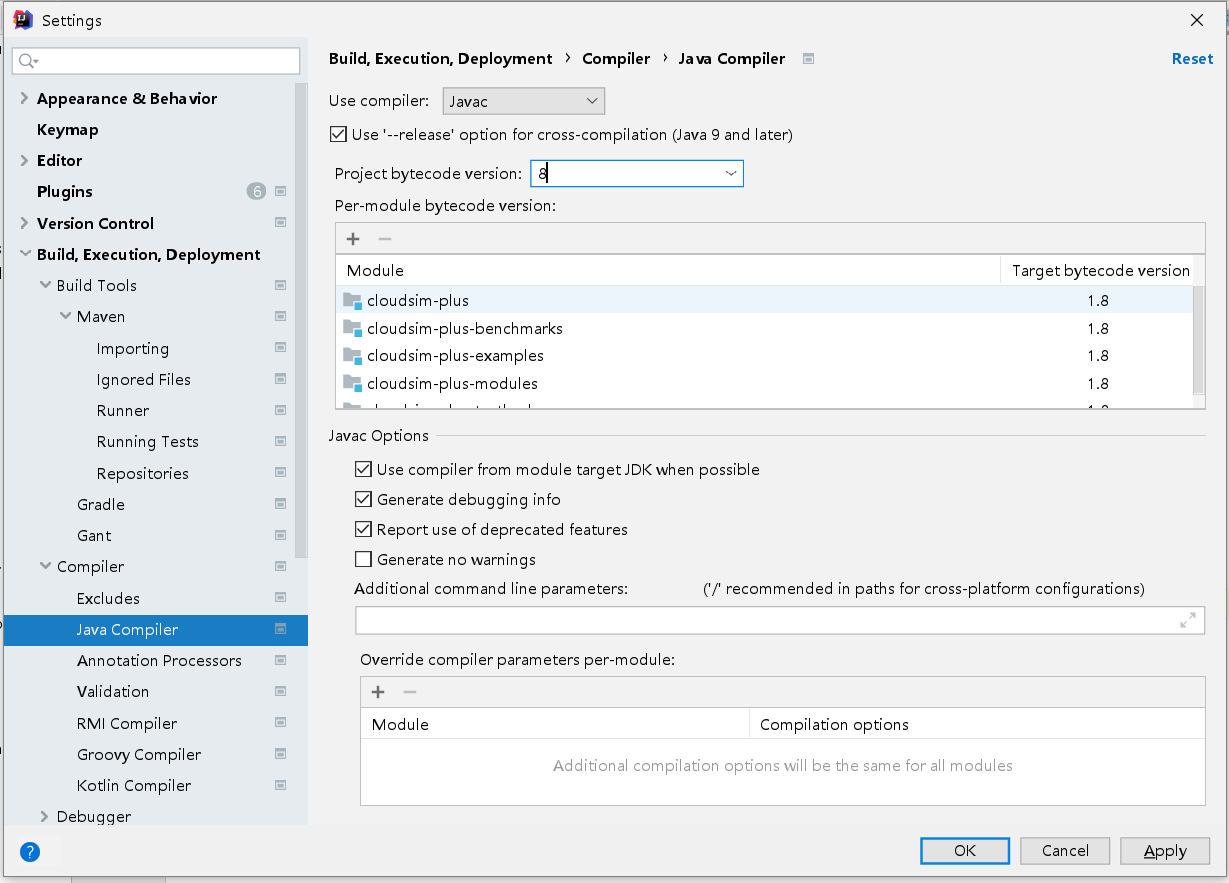 Settings
Appearance & Behavior
Keymap
Editor
Plugins 6
Version Control
Build, Execution, Deployment
Build Tools
Maven
Importing
Ignored Files
Runner
Running Tests
Repositories
Gradle
Gant
Compiler
Excludes
Java Compiler
Annotation Processors
Validation
RMI Compiler
Groovy Compiler
Kotlin Compiler
Debugger
?
Build, Execution, Deployment › Compiler › Java Compiler
Reset
Use compiler: Javac
Use '--release' option for cross-compilation (Java 9 and later)
Project bytecode version: 8
Per-module bytecode version:
Module Target bytecode version
cloudsim-plus 1.8
cloudsim-plus-benchmarks 1.8
cloudsim-plus-examples 1.8
cloudsim-plus-modules 1.8
Javac Options
Use compiler from module target JDK when possible
Generate debugging info
Report use of deprecated features
Generate no warnings
Additional command line parameters: ('/' recommended in paths for cross-platform configurations)
Override compiler parameters per-module:
Module Compilation options
Additional compilation options will be the same for all modules
OK Cancel Apply